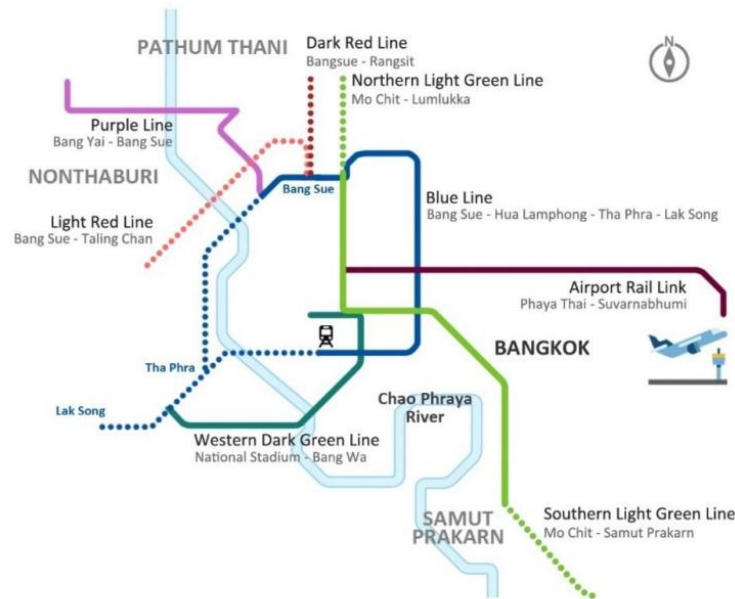 PATHUM THANI
Dark Red Line
Bangsue - Rangsit
N
Northern Light Green Line
Mo Chit - Lumlukka
Purple Line
Bang Yai - Bang Sue
NONTHABURI
Bang Sue
Blue Line
Bang Sue - Hua Lamphong - Tha Phra - Lak Song
Light Red Line
Bang Sue - Taling Chan
Airport Rail Link
Phaya Thai - Suvarnabhumi
BANGKOK
Tha Phra
Lak Song
Chao Phraya
River
Western Dark Green Line
National Stadium - Bang Wa
SAMUT
PRAKARN
Southern Light Green Line
Mo Chit - Samut Prakarn